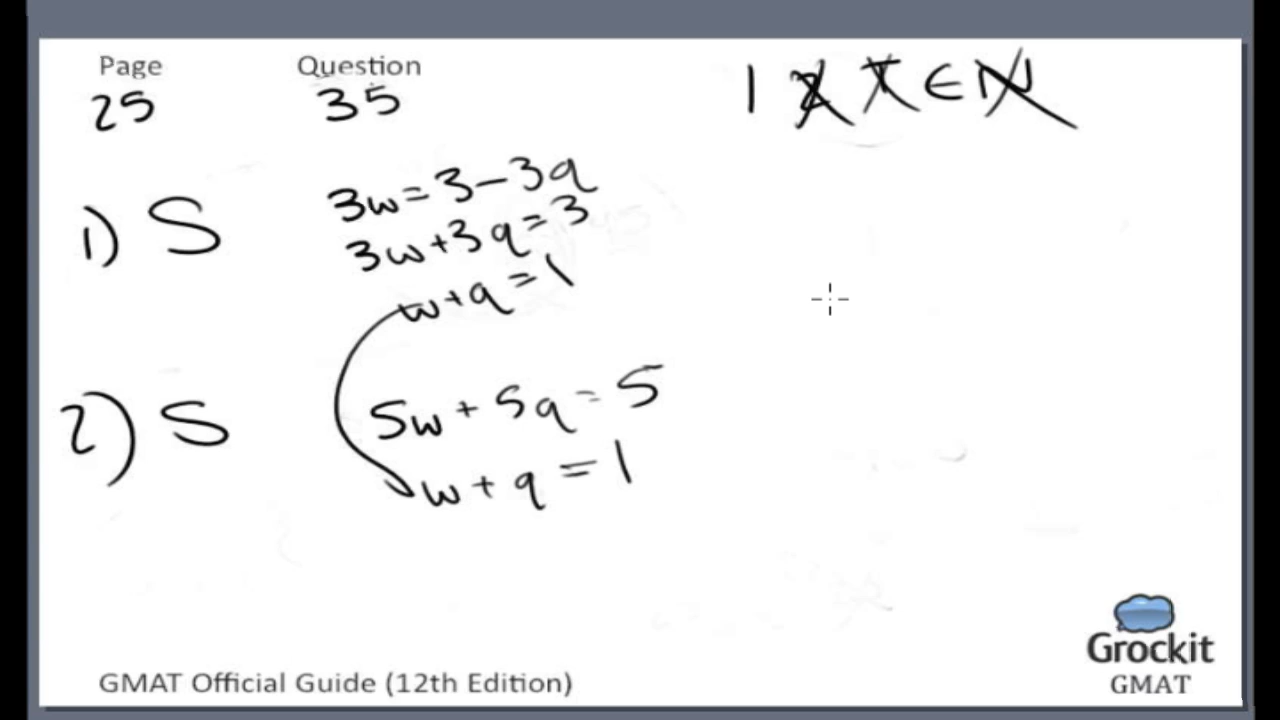 Page Question
25 35
1 2 T E N
1) S
3w=3-3q
3w+3q=3
w+q=1
2) S
5w+5q=5
w+q=1
Grockit
GMAT
GMAT Official Guide (12th Edition)